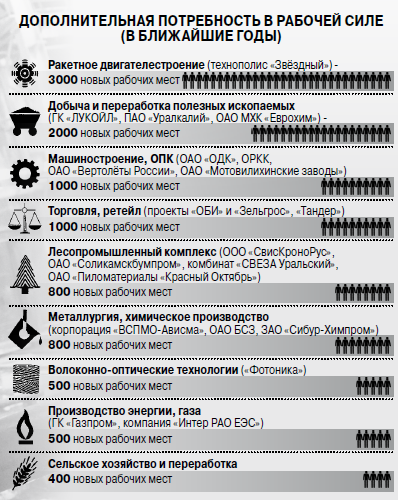 ДОПОЛНИТЕЛЬНАЯ ПОТРЕБНОСТЬ В РАБОЧЕЙ СИЛЕ
(В БЛИЖАЙШИЕ ГОДЫ)
Ракетное двигателестроение (технополис «Звёздный») -
3000 новых рабочих мест
Добыча и переработка полезных ископаемых
(ГК «ЛУКОЙЛ», ПАО «Уралкалий», ОАО МХК «Еврохим») -
2000 новых рабочих мест
Машиностроение, ОПК (ОАО «ОДК», ОРКК,
ОАО «Вертолёты России», ОАО «Мотовилихинские заводы»)
1000 новых рабочих мест
Торговля, ретейл (проекты «ОБИ» и «Зельгрос», «Тандер»)
1000 новых рабочих мест
Лесопромышленный комплекс (ООО «СвисКроноРус»,
ОАО «Соликамскбумпром», комбинат «СВЕЗА Уральский»,
ОАО «Пиломатериалы «Красный Октябрь»)
800 новых рабочих мест
Металлургия, химическое производство
(корпорация «ВСПМО-Ависма», ОАО БСЗ, ЗАО «Сибур-Химпром»)
800 новых рабочих мест
Волоконно-оптические технологии («Фотоника»)
500 новых рабочих мест
Производство энергии, газа
(ГК «Газпром», компания «Интер РАО ЕЭС»)
500 новых рабочих мест
Сельское хозяйство и переработка
400 новых рабочих мест